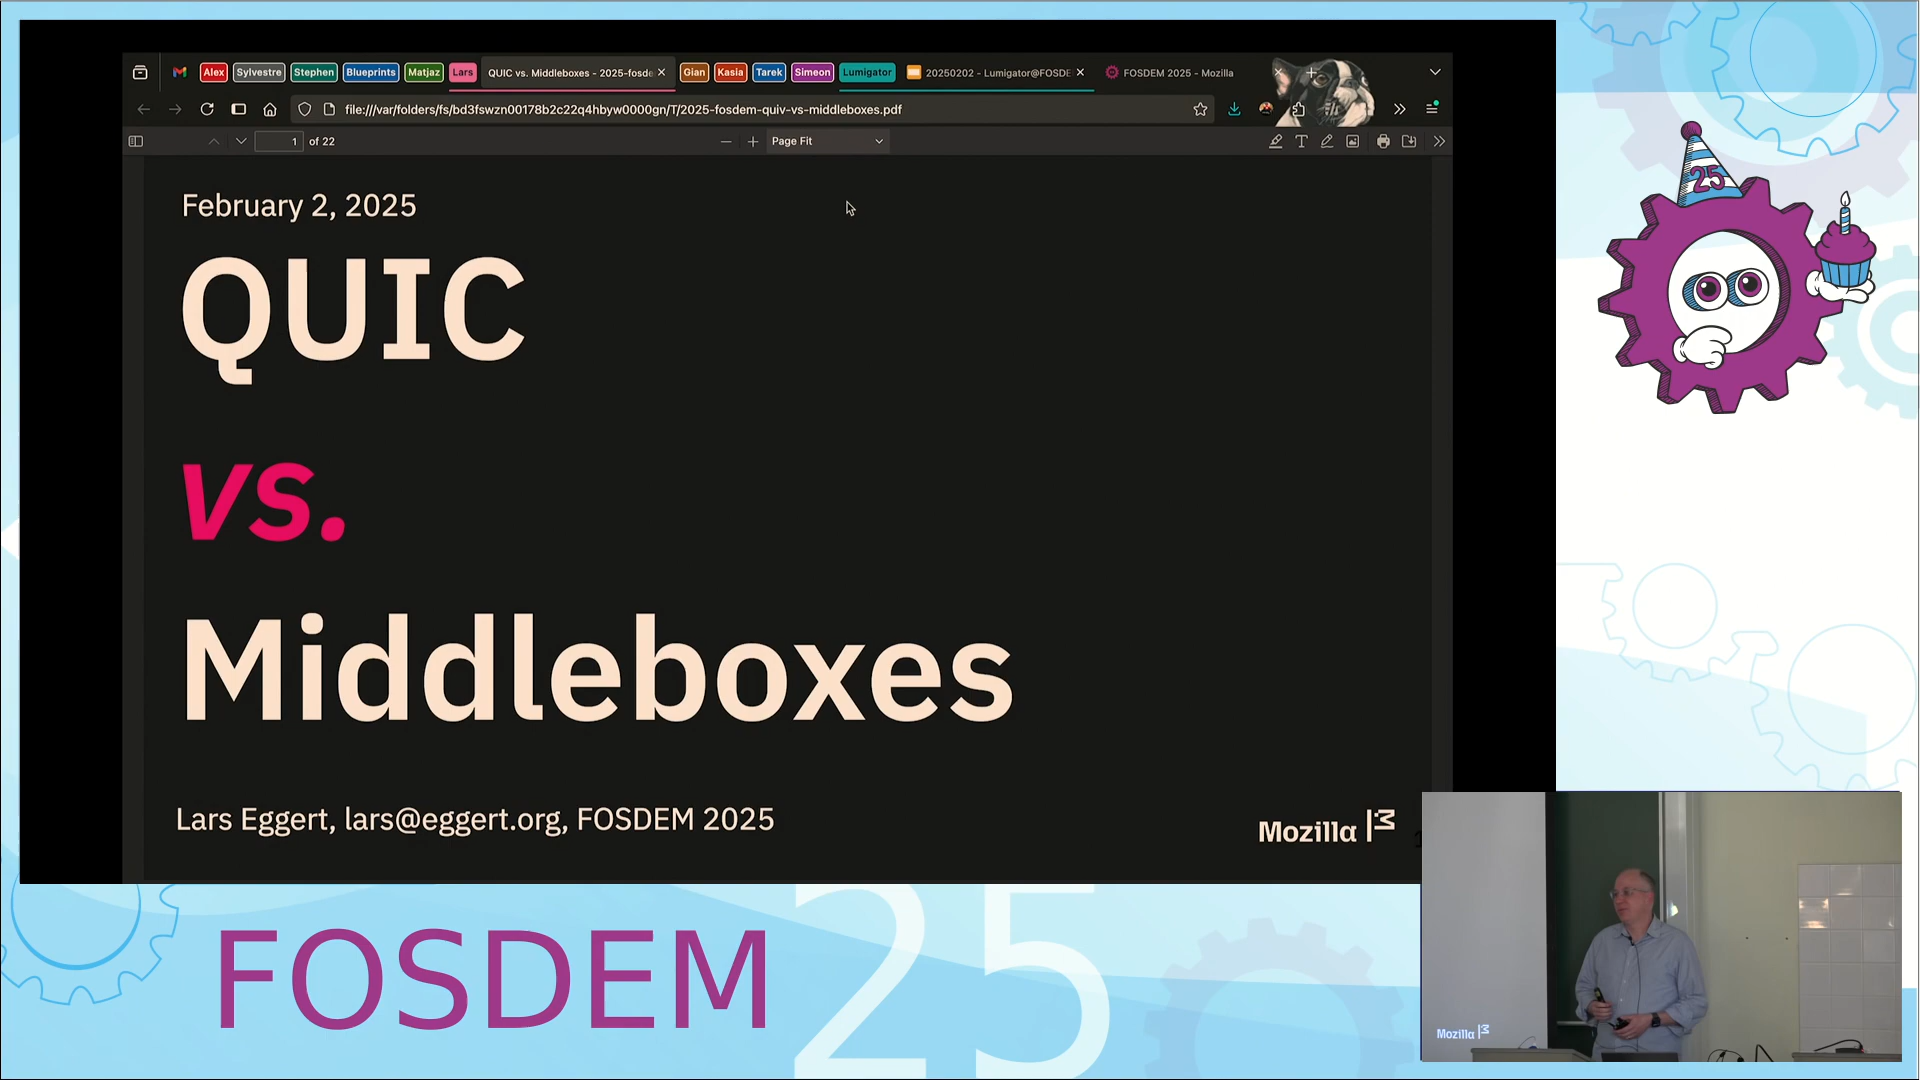 Alex Sylvestre Stephen Blueprints Matjaz Lars QUIC vs. Middleboxes - 2025-fosde Gian Kasia Tarek Simeon Lumigator 20250202 - Lumigator@FOSDE FOSDEM 2025 - Mozilla
file:///var/folders/fs/bd3fswzn00178b2c22q4hbyw0000gn/T/2025-fosdem-quiv-vs-middleboxes.pdf
1 of 22 Page Fit
February 2, 2025
QUIC
vs.
Middleboxes
Lars Eggert, lars@eggert.org, FOSDEM 2025
Mozilla
25
FOSDEM 25
Mozilla